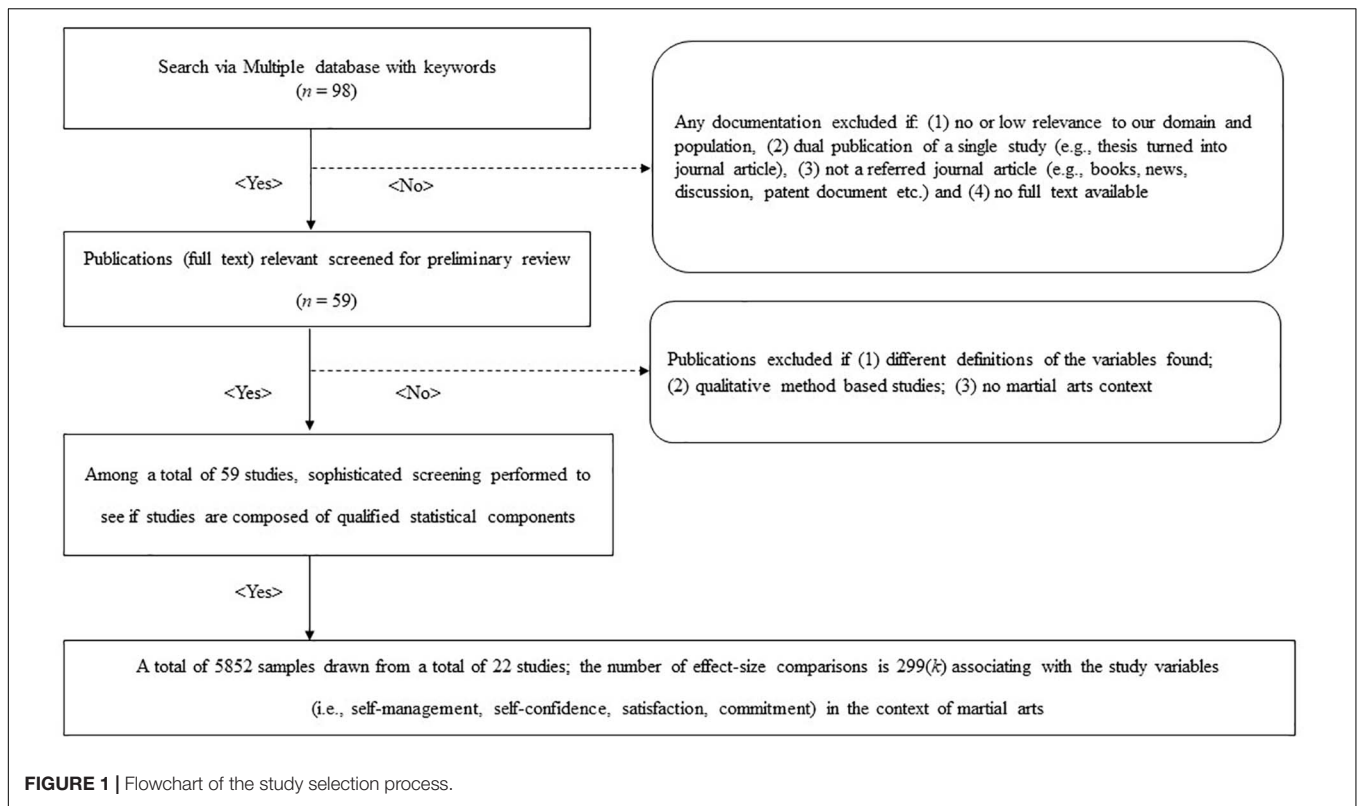 Search via Multiple database with keywords
(n = 98)
Any documentation excluded if: (1) no or low relevance to our domain and
population, (2) dual publication of a single study (e.g., thesis turned into
journal article), (3) not a referred journal article (e.g., books, news,
discussion, patent document etc.) and (4) no full text available
<Yes>
<No>
Publications (full text) relevant screened for preliminary review
(n = 59)
Publications excluded if (1) different definitions of the variables found;
(2) qualitative method based studies; (3) no martial arts context
<Yes>
<No>
Among a total of 59 studies, sophisticated screening performed to
see if studies are composed of qualified statistical components
<Yes>
A total of 5852 samples drawn from a total of 22 studies; the number of effect-size comparisons is 299(k) associating with the study variables
(i.e., self-management, self-confidence, satisfaction, commitment) in the context of martial arts
FIGURE 1 | Flowchart of the study selection process.